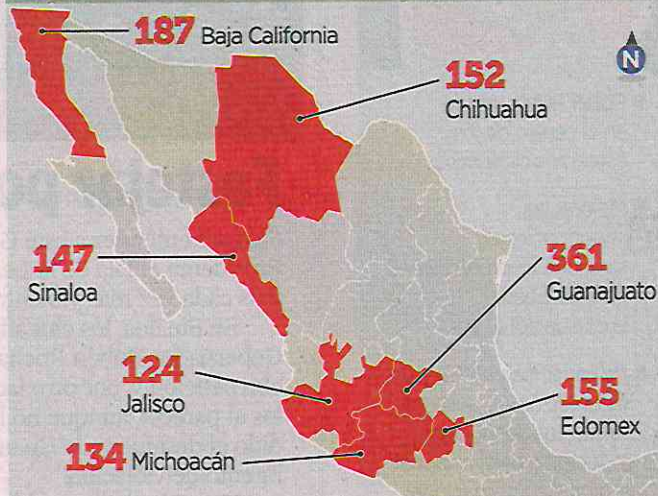 187 Baja California
N
152
Chihuahua
147
Sinaloa
361
Guanajuato
124
Jalisco
155
Edomex
134 Michoacán